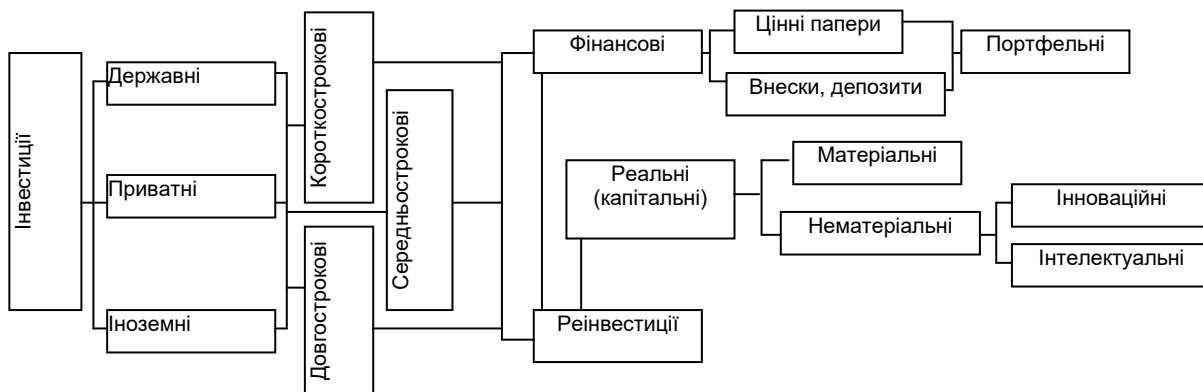 Інвестиції
Державні
Приватні
Іноземні
Короткострокові
Довгострокові
Середньострокові
Фінансові
Цінні папери
Внески, депозити
Портфельні
Реальні
(капітальні)
Матеріальні
Нематеріальні
Інноваційні
Інтелектуальні
Реінвестиції